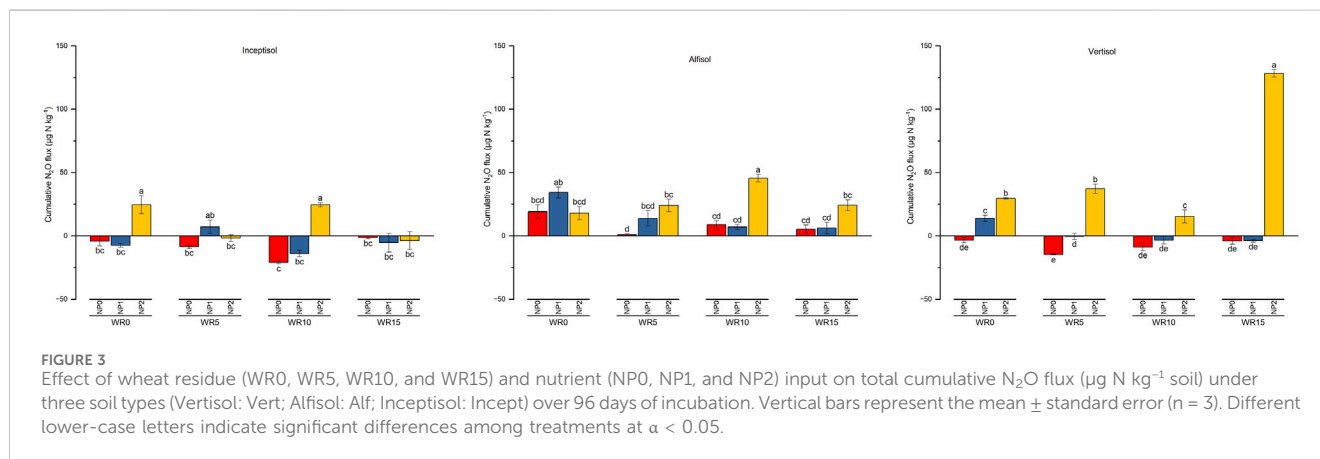 Inceptisol
Cumulative N₂O flux (µg N kg⁻¹)
150
100
50
0
−50
bc
bc
a
bc
ab
bc
c
bc
a
bc
bc
bc
NP0
NP1
NP2
NP0
NP1
NP2
NP0
NP1
NP2
NP0
NP1
NP2
WR0
WR5
WR10
WR15
Alfisol
Cumulative N₂O flux (µg N kg⁻¹)
150
100
50
0
−50
bcd
ab
bcd
d
bcd
bc
cd
cd
a
cd
cd
bc
NP0
NP1
NP2
NP0
NP1
NP2
NP0
NP1
NP2
NP0
NP1
NP2
WR0
WR5
WR10
WR15
Vertisol
Cumulative N₂O flux (µg N kg⁻¹)
150
100
50
0
−50
de
c
b
e
d
b
de
de
c
de
de
a
NP0
NP1
NP2
NP0
NP1
NP2
NP0
NP1
NP2
NP0
NP1
NP2
WR0
WR5
WR10
WR15
FIGURE 3
Effect of wheat residue (WR0, WR5, WR10, and WR15) and nutrient (NP0, NP1, and NP2) input on total cumulative N₂O flux (µg N kg⁻¹ soil) under
three soil types (Vertisol: Vert; Alfisol: Alf; Inceptisol: Incept) over 96 days of incubation. Vertical bars represent the mean ± standard error (n = 3). Different
lower-case letters indicate significant differences among treatments at α < 0.05.